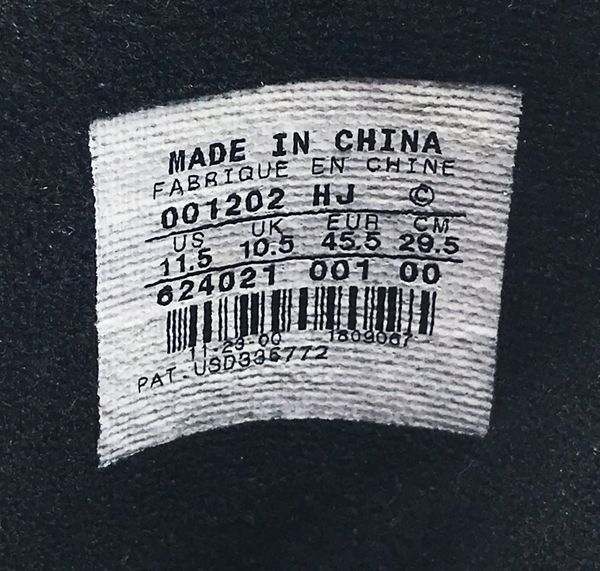 MADE IN CHINA
FABRIQUE EN CHINE
001202 HJ ©
US UK EUR CM
11.5 10.5 45.5 29.5
624021 001 00
11-29-00 1809067
PAT.-USD336772